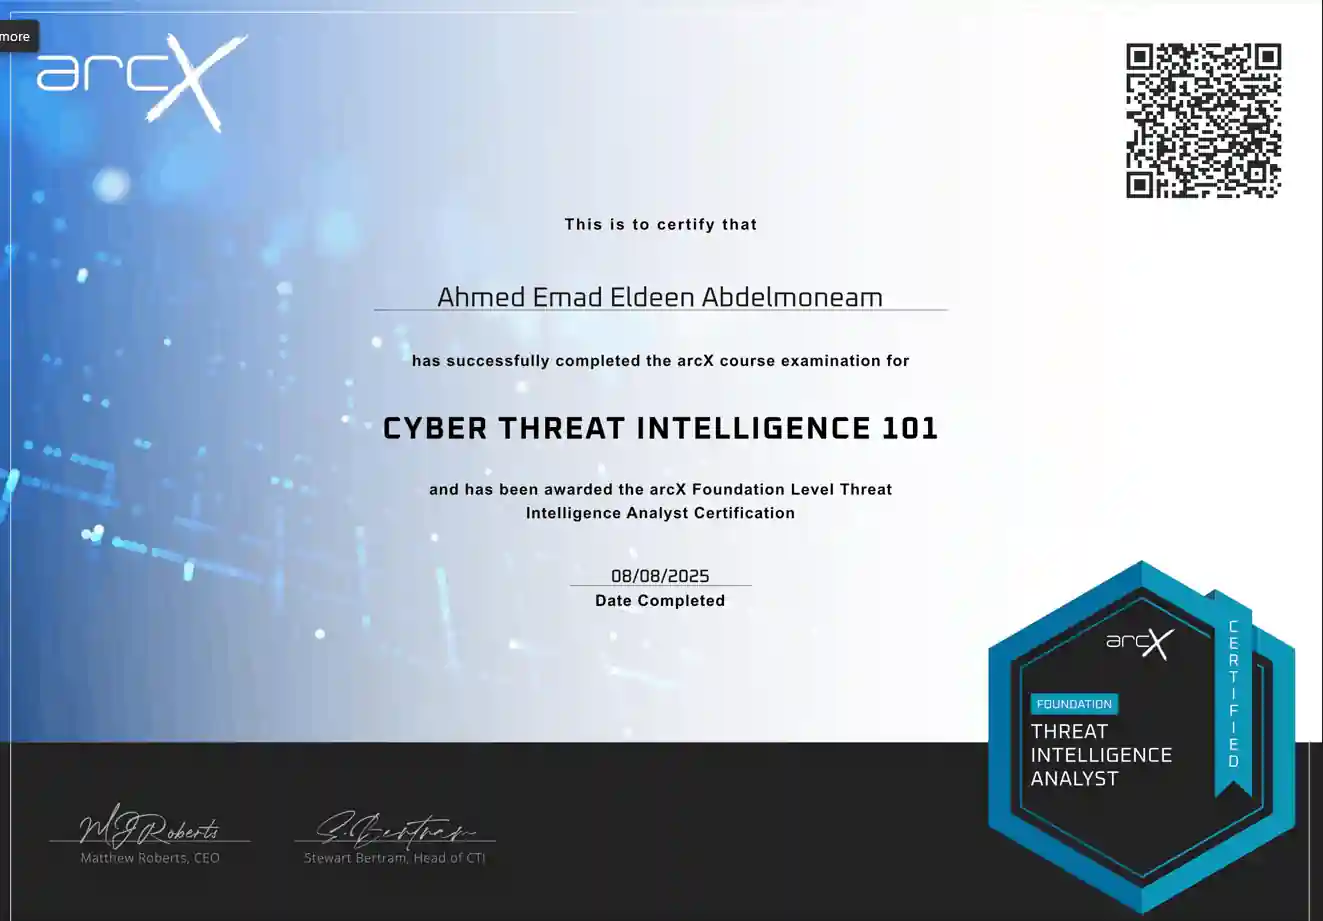 more
arcX
This is to certify that
Ahmed Emad Eldeen Abdelmoneam
has successfully completed the arcX course examination for
CYBER THREAT INTELLIGENCE 101
and has been awarded the arcX Foundation Level Threat
Intelligence Analyst Certification
08/08/2025
Date Completed
MJRoberts
Matthew Roberts, CEO
S.Bertram
Stewart Bertram, Head of CTI
arcX
FOUNDATION
THREAT
INTELLIGENCE
ANALYST
CERTIFIED